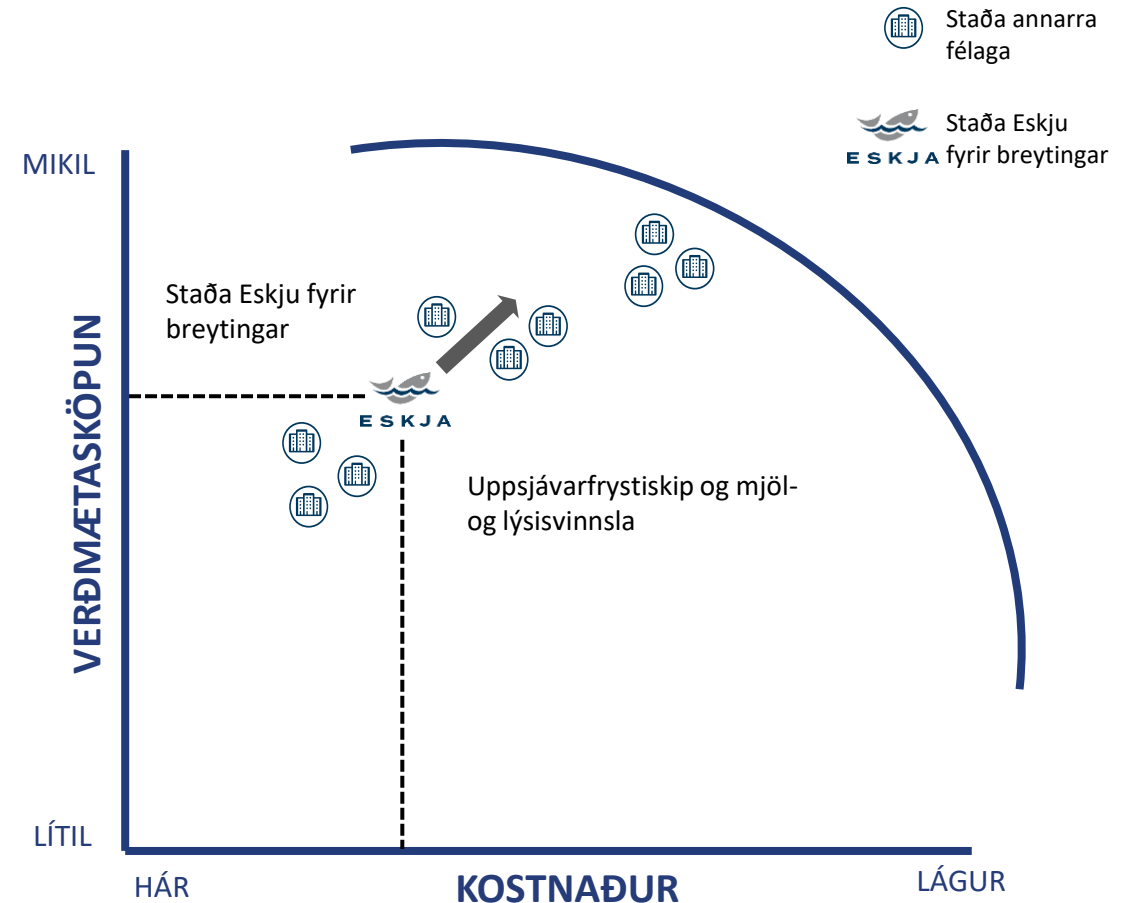 Staða annarra
félaga
Staða Eskju
fyrir breytingar
ESKJA
MIKIL
Staða Eskju fyrir
breytingar
VERÐMÆTASKÖPUN
ESKJA
Uppsjávarfrystiskip og mjöl-
og lýsisvinnsla
LÍTIL
HÁR
KOSTNAÐUR
LÁGUR